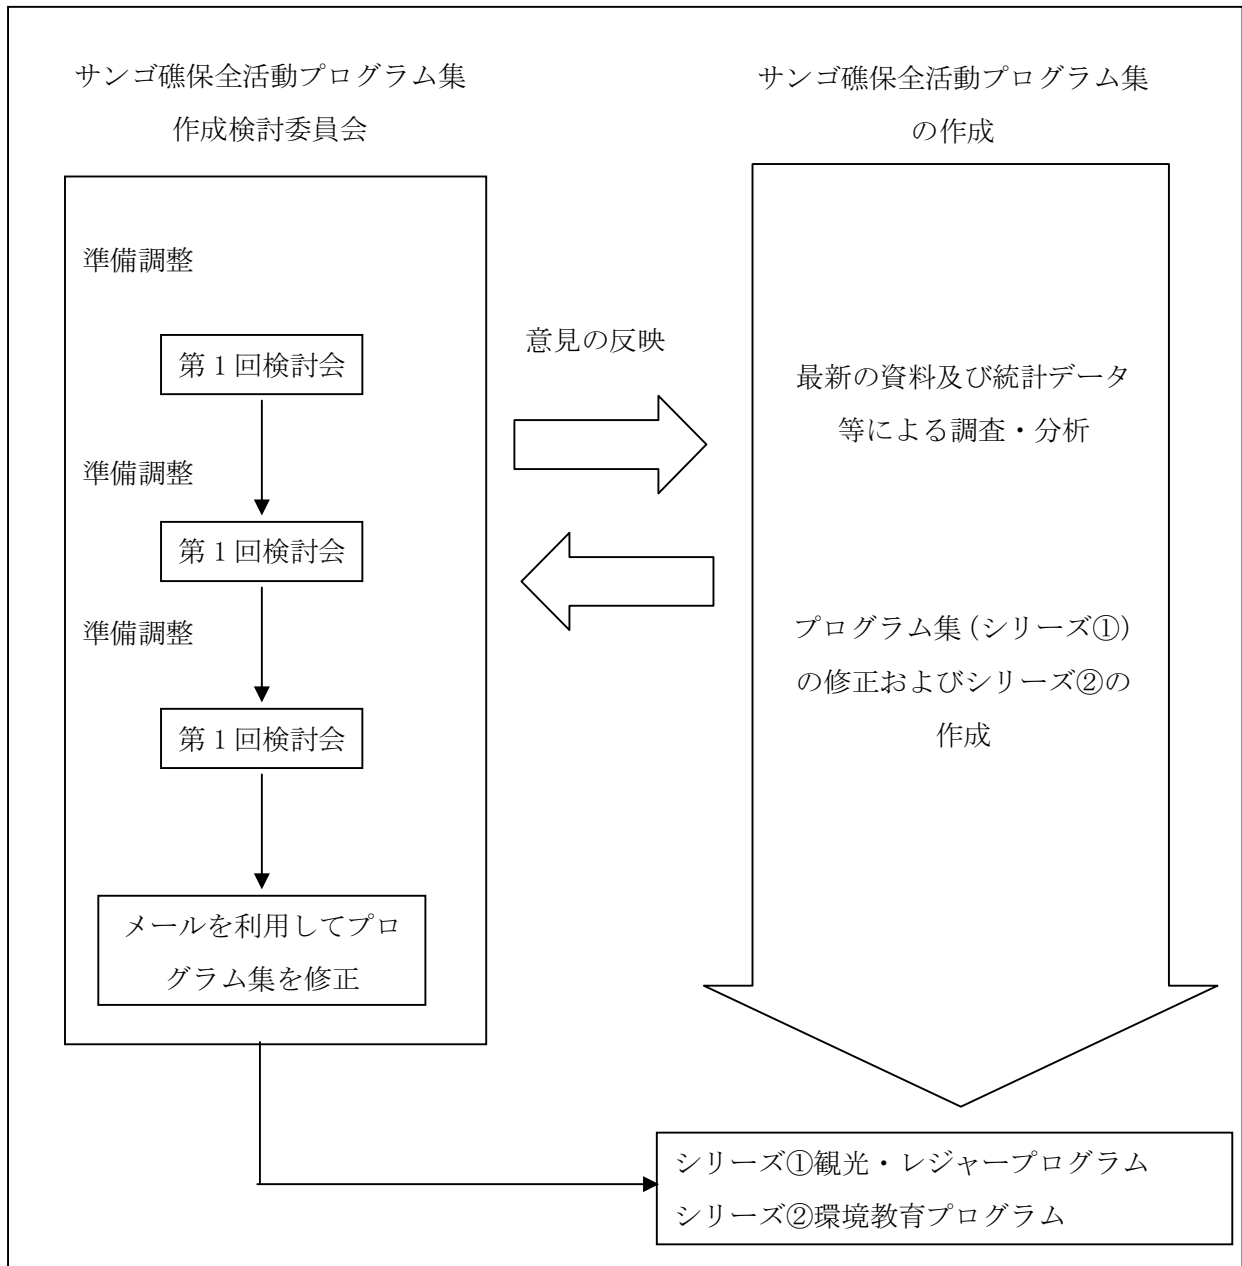 サンゴ礁保全活動プログラム集
作成検討委員会
準備調整
第１回検討会
準備調整
第１回検討会
準備調整
第１回検討会
メールを利用してプロ
グラム集を修正
意見の反映
サンゴ礁保全活動プログラム集
の作成
最新の資料及び統計データ
等による調査・分析
プログラム集（シリーズ①）
の修正およびシリーズ②の
作成
シリーズ①観光・レジャープログラム
シリーズ②環境教育プログラム